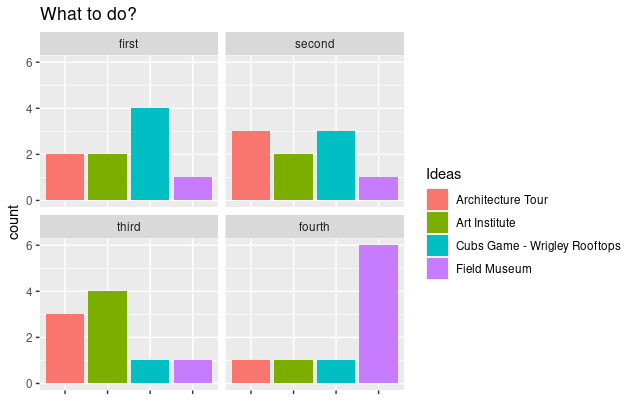 What to do?
first
second
6
4
2
0
third
fourth
6
4
2
0
count
Ideas
Architecture Tour
Art Institute
Cubs Game - Wrigley Rooftops
Field Museum